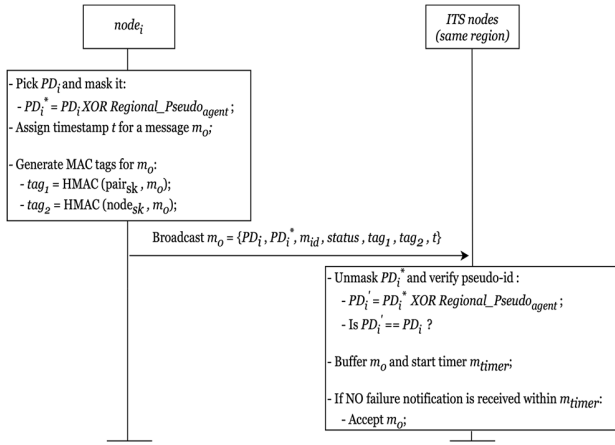 node_i
ITS nodes
(same region)
- Pick PD_i and mask it:
- PD_i^* = PD_i XOR Regional_Pseudo_agent ;
- Assign timestamp t for a message m_o;
- Generate MAC tags for m_o:
- tag_1 = HMAC (pair_sk , m_o);
- tag_2 = HMAC (node_sk , m_o);
Broadcast m_o = {PD_i , PD_i^*, m_id, status , tag_1 , tag_2 , t}
- Unmask PD_i^* and verify pseudo-id :
- PD_i' = PD_i^* XOR Regional_Pseudo_agent ;
- Is PD_i' == PD_i ?
- Buffer m_o and start timer m_timer;
- If NO failure notification is received within m_timer:
- Accept m_o;